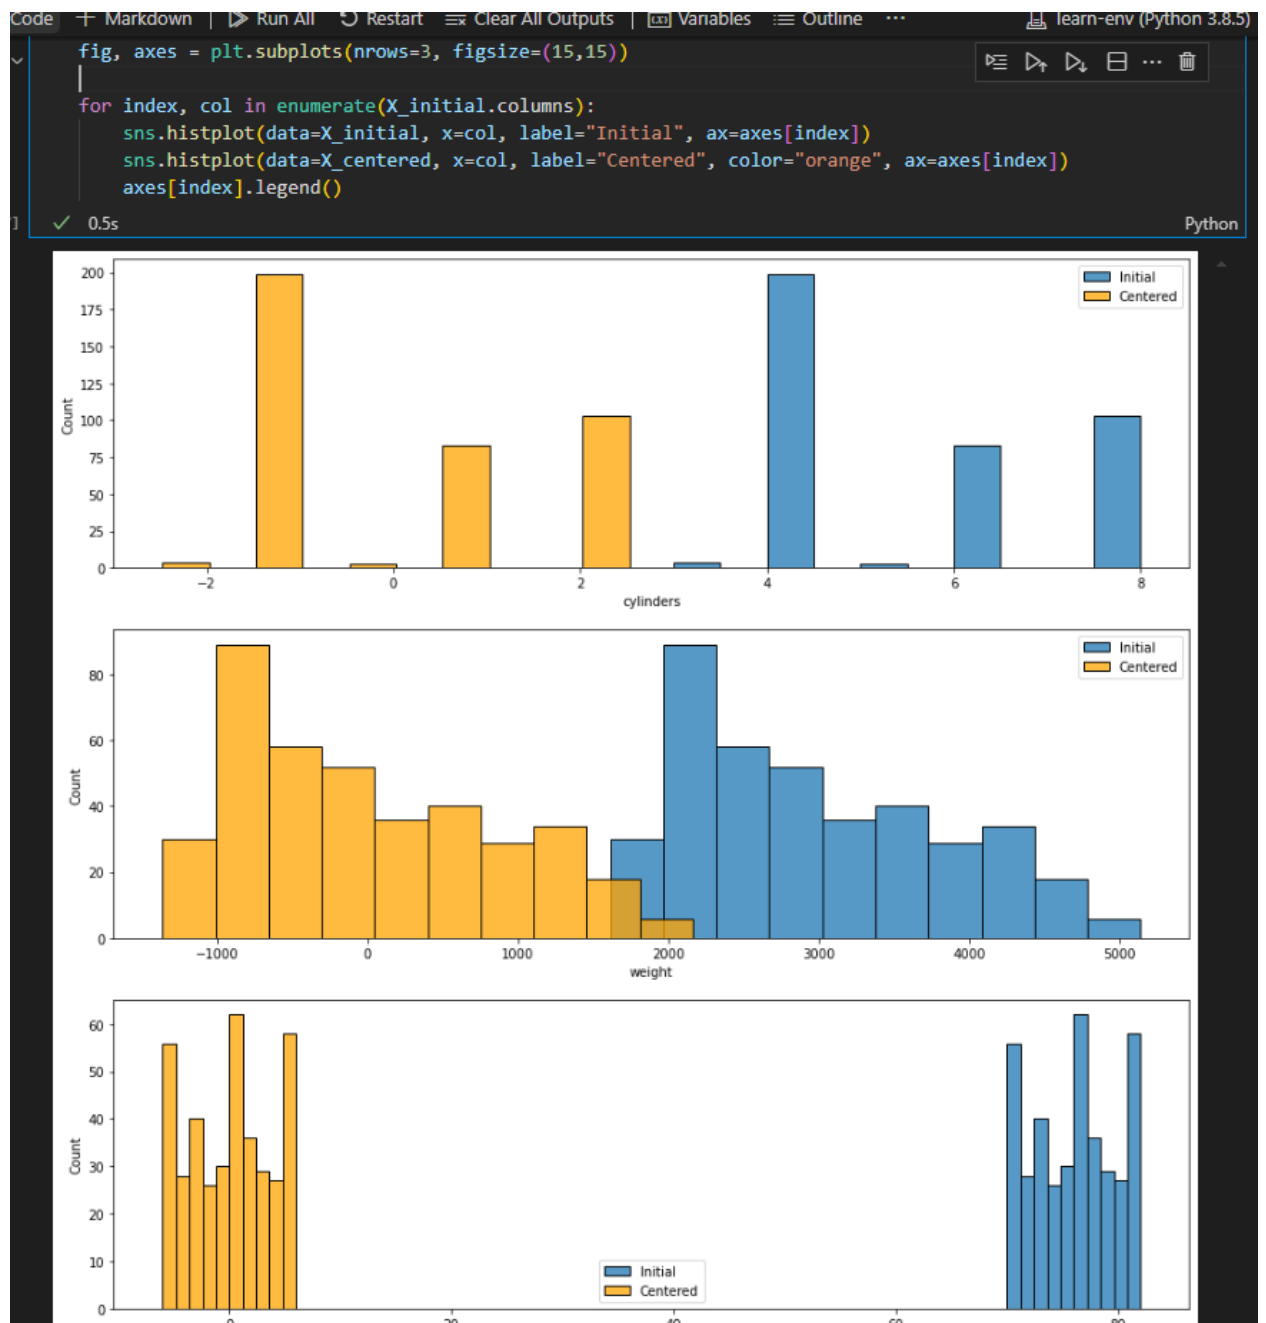 Code + Markdown | Run All Restart Clear All Outputs | Variables Outline ... learn-env (Python 3.8.5)
fig, axes = plt.subplots(nrows=3, figsize=(15,15))
for index, col in enumerate(X_initial.columns):
sns.histplot(data=X_initial, x=col, label="Initial", ax=axes[index])
sns.histplot(data=X_centered, x=col, label="Centered", color="orange", ax=axes[index])
axes[index].legend()
0.5s Python
200
175
150
125
100
75
50
25
0
Count
Initial
Centered
−2 0 2 4 6 8
cylinders
80
60
40
20
0
Count
Initial
Centered
−1000 0 1000 2000 3000 4000 5000
weight
60
50
40
30
20
10
0
Count
Initial
Centered
0 20 40 60 80